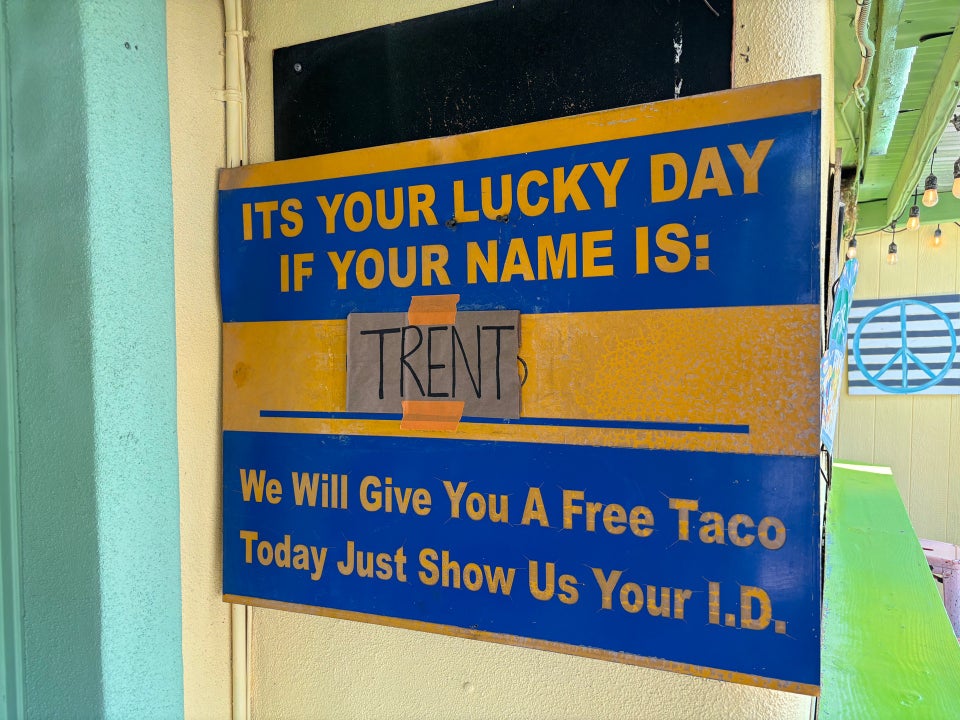 ITS YOUR LUCKY DAY
IF YOUR NAME IS:
TRENT
We Will Give You A Free Taco
Today Just Show Us Your I.D.